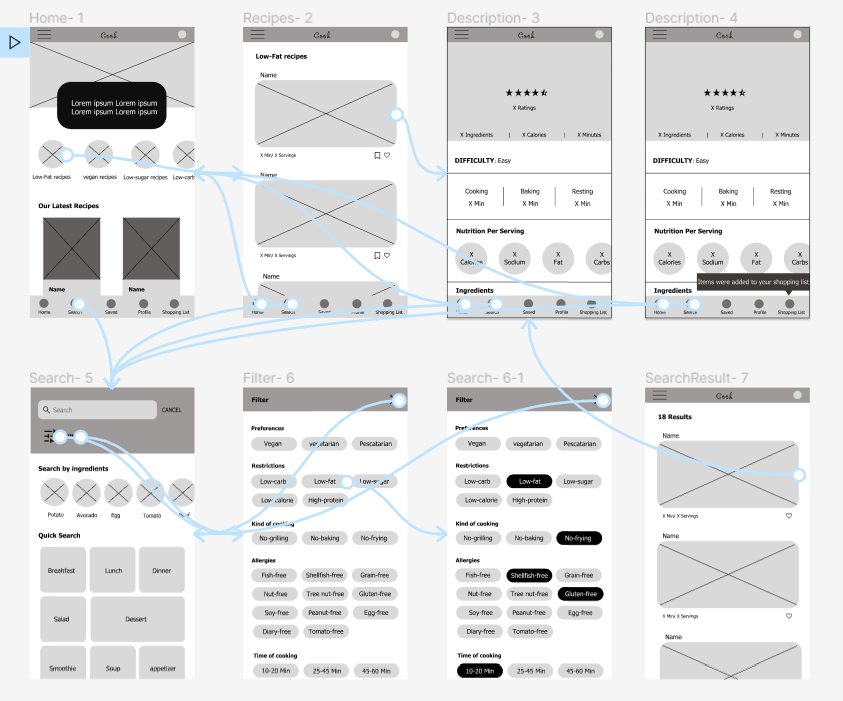 Home- 1
Cook
Lorem ipsum Lorem ipsum
Lorem ipsum Lorem ipsum
Low-Fat recipes
vegan recipes
Low-sugar recipes
Low-carb
Our Latest Recipes
Name
Name
Home
Search
Saved
Profile
Shopping List
Recipes- 2
Cook
Low-Fat recipes
Name
X Min/ X Servings
Name
X Min/ X Servings
Name
Home
Search
Saved
Profile
Shopping List
Description- 3
Cook
X Ratings
X Ingredients | X Calories | X Minutes
DIFFICULTY: Easy
Cooking
X Min
Baking
X Min
Resting
X Min
Nutrition Per Serving
X
Calories
X
Sodium
X
Fat
X
Carbs
Ingredients
Home
Search
Saved
Profile
Shopping List
Description- 4
Cook
X Ratings
X Ingredients | X Calories | X Minutes
DIFFICULTY: Easy
Cooking
X Min
Baking
X Min
Resting
X Min
Nutrition Per Serving
X
Calories
X
Sodium
X
Fat
X
Carbs
Items were added to your shopping list
Ingredients
Home
Search
Saved
Profile
Shopping List
Search- 5
Search
CANCEL
Search by ingredients
Potato
Avocado
Egg
Tomato
Quick Search
Breakfast
Lunch
Dinner
Salad
Dessert
Smoothie
Soup
appetizer
Filter- 6
Filter
Preferences
Vegan
vegetarian
Pescatarian
Restrictions
Low-carb
Low-fat
Low-sugar
Low-calorie
High-protein
Kind of cooking
No-grilling
No-baking
No-frying
Allergies
Fish-free
Shellfish-free
Grain-free
Nut-free
Tree nut-free
Gluten-free
Soy-free
Peanut-free
Egg-free
Diary-free
Tomato-free
Time of cooking
10-20 Min
25-45 Min
45-60 Min
Search- 6-1
Filter
Preferences
Vegan
vegetarian
Pescatarian
Restrictions
Low-carb
Low-fat
Low-sugar
Low-calorie
High-protein
Kind of cooking
No-grilling
No-baking
No-frying
Allergies
Fish-free
Shellfish-free
Grain-free
Nut-free
Tree nut-free
Gluten-free
Soy-free
Peanut-free
Egg-free
Diary-free
Tomato-free
Time of cooking
10-20 Min
25-45 Min
45-60 Min
SearchResult- 7
Cook
18 Results
Name
X Min/ X Servings
Name
X Min/ X Servings
Name